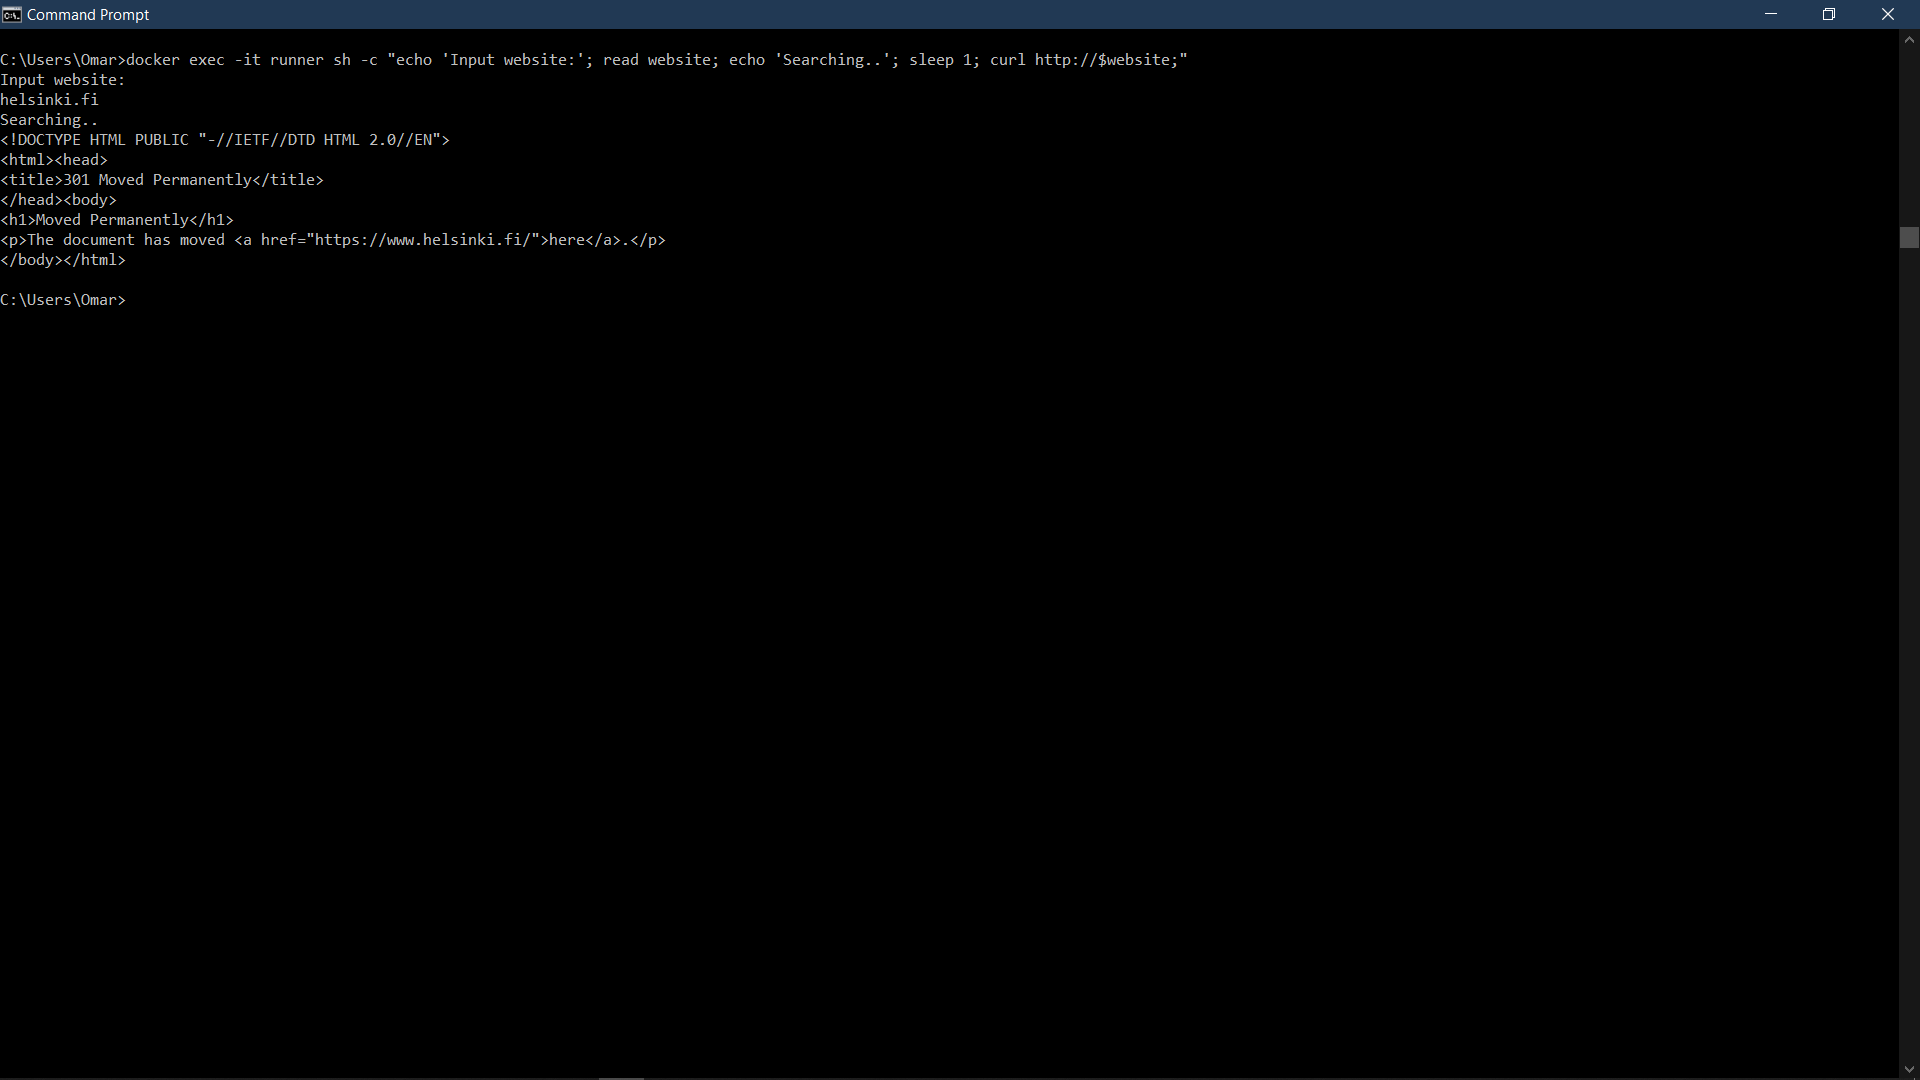 Command Prompt
C:\Users\Omar>docker exec -it runner sh -c "echo 'Input website:'; read website; echo 'Searching..'; sleep 1; curl http://$website;"
Input website:
helsinki.fi
Searching..
<!DOCTYPE HTML PUBLIC "-//IETF//DTD HTML 2.0//EN">
<html><head>
<title>301 Moved Permanently</title>
</head><body>
<h1>Moved Permanently</h1>
<p>The document has moved <a href="https://www.helsinki.fi/">here</a>.</p>
</body></html>
C:\Users\Omar>